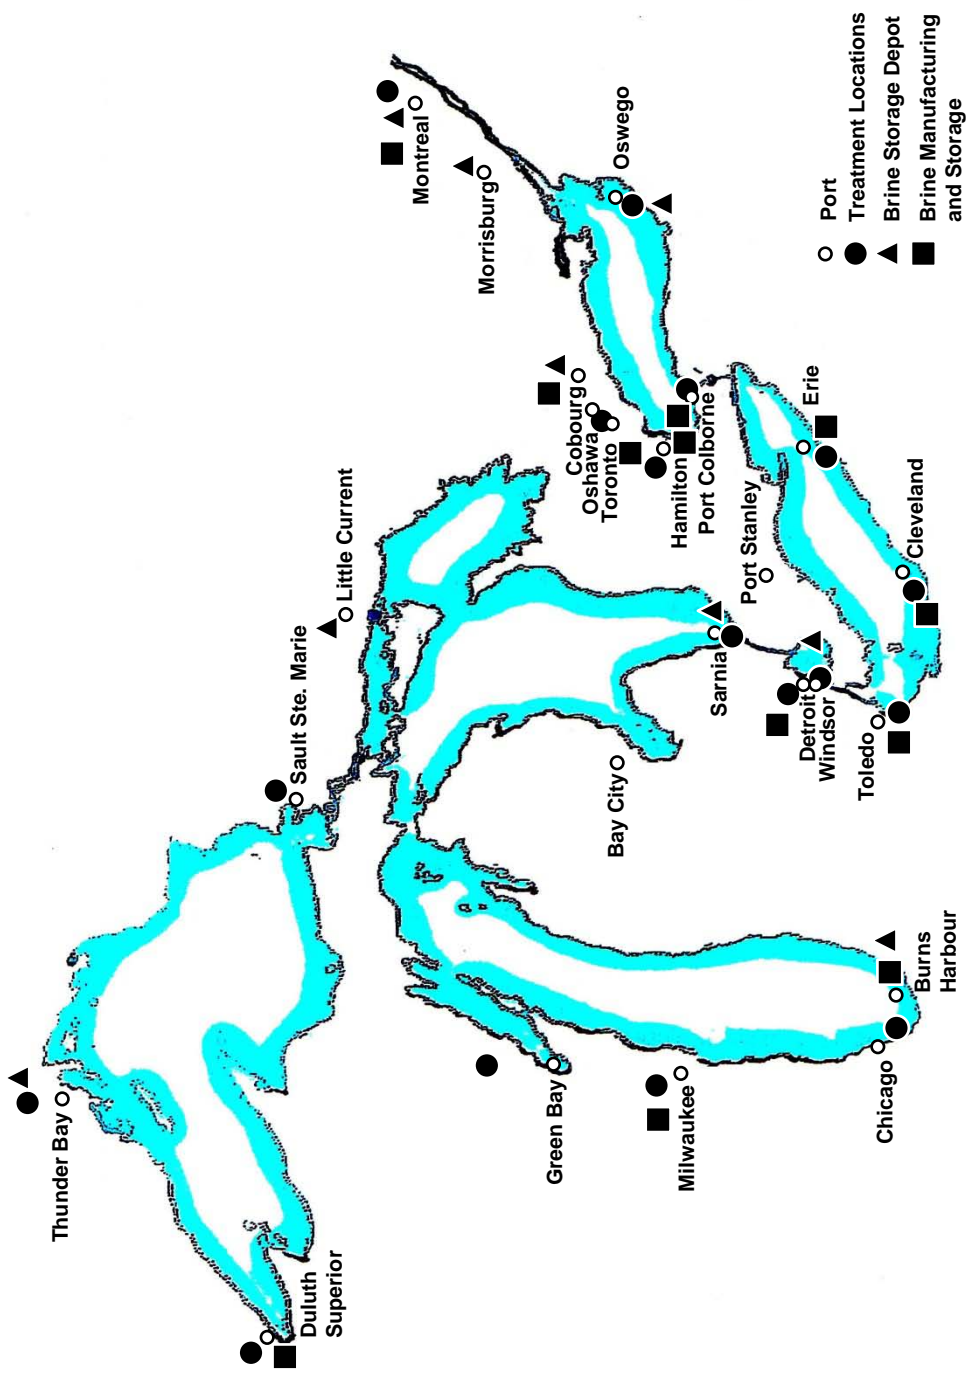 Thunder Bay
Duluth
Superior
Sault Ste. Marie
Little Current
Green Bay
Milwaukee
Chicago
Burns
Harbour
Bay City
Sarnia
Detroit
Windsor
Toledo
Port Stanley
Cleveland
Erie
Hamilton
Port Colborne
Toronto
Oshawa
Cobourg
Morrisburg
Montreal
Oswego
Port
Treatment Locations
Brine Storage Depot
Brine Manufacturing
and Storage